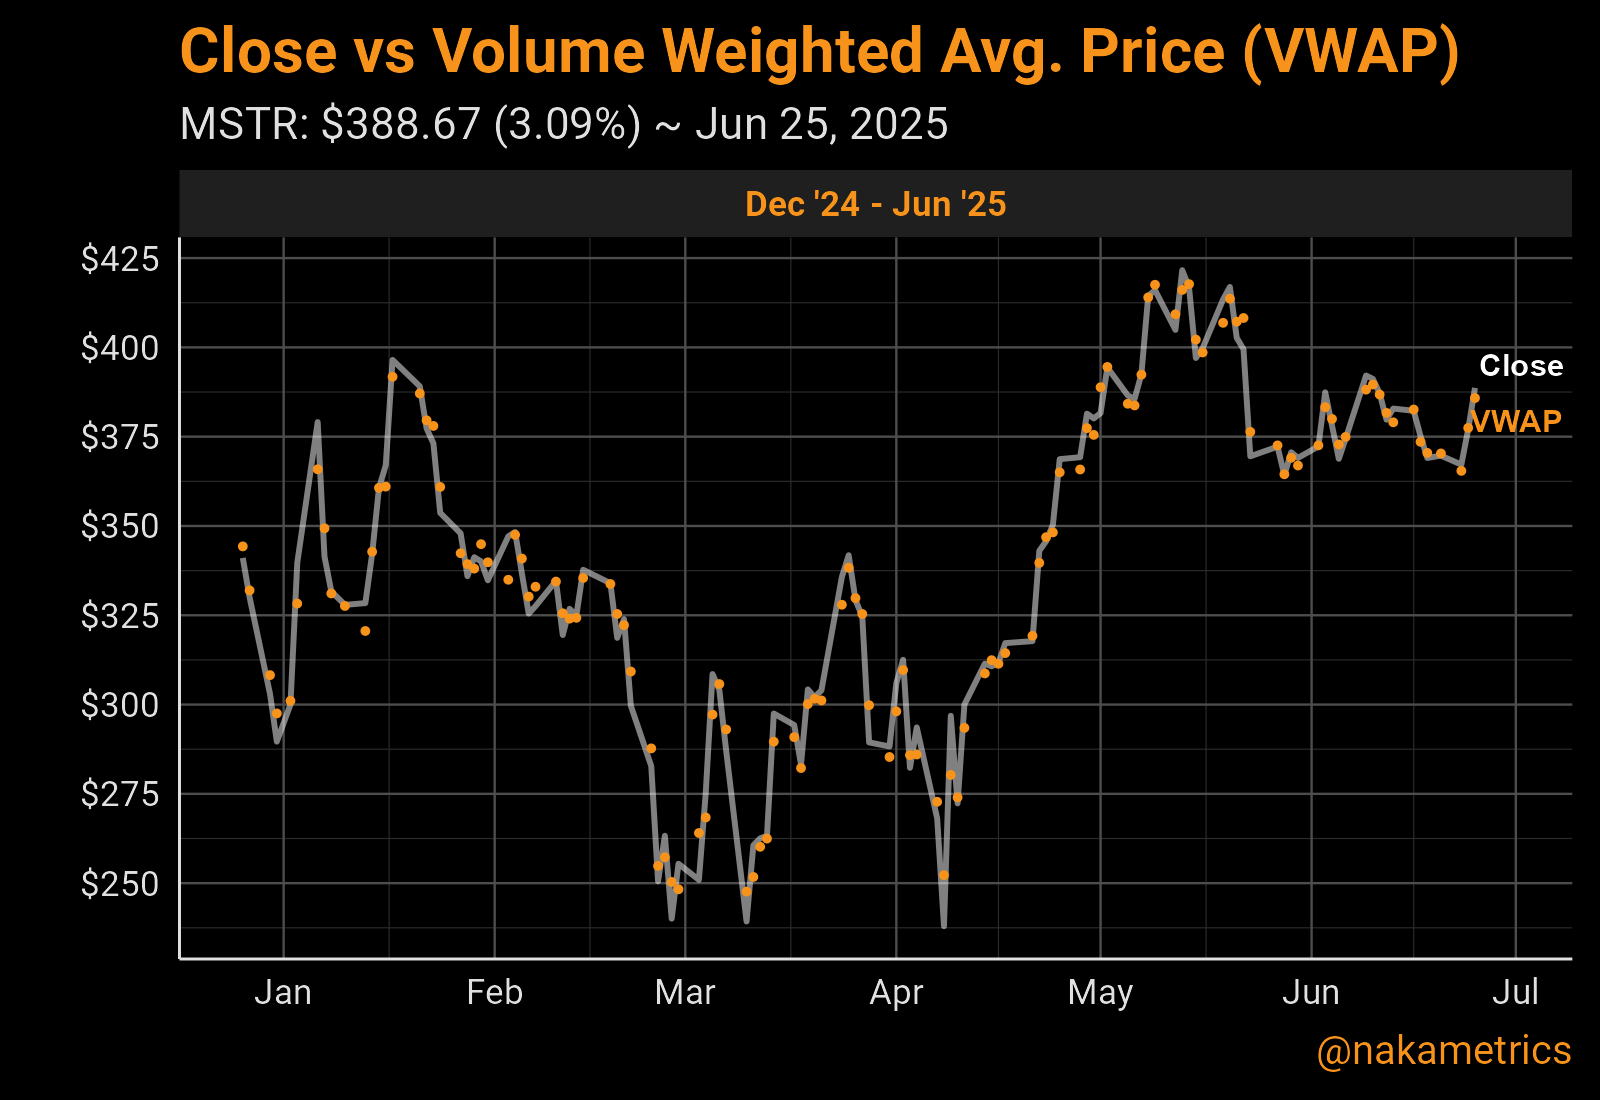 Close vs Volume Weighted Avg. Price (VWAP)
MSTR: $388.67 (3.09%) ~ Jun 25, 2025
Dec '24 - Jun '25
$425
$400
$375
$350
$325
$300
$275
$250
Close
VWAP
Jan Feb Mar Apr May Jun Jul
@nakametrics